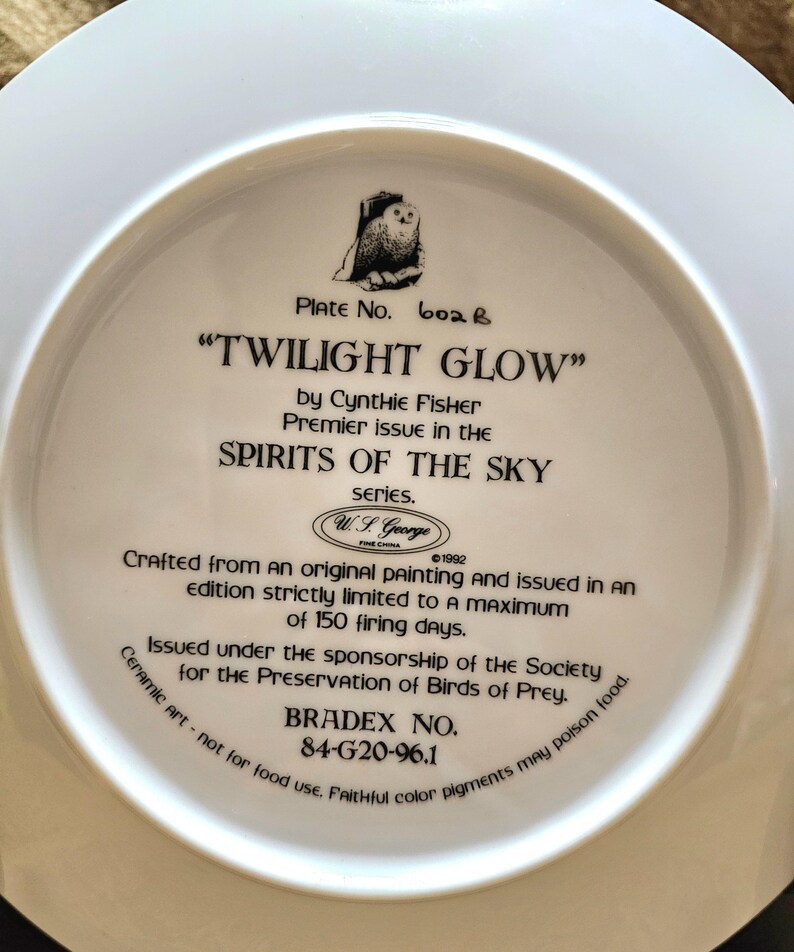 Plate No. 602B
“TWILIGHT GLOW”
by Cynthie Fisher
Premier issue in the
SPIRITS OF THE SKY
series.
W. S. George
FINE CHINA
©1992
Crafted from an original painting and issued in an
edition strictly limited to a maximum
of 150 firing days.
Issued under the sponsorship of the Society
for the Preservation of Birds of Prey.
BRADEX NO.
84-G20-96.1
Ceramic art - not for food use. Faithful color pigments may poison food.